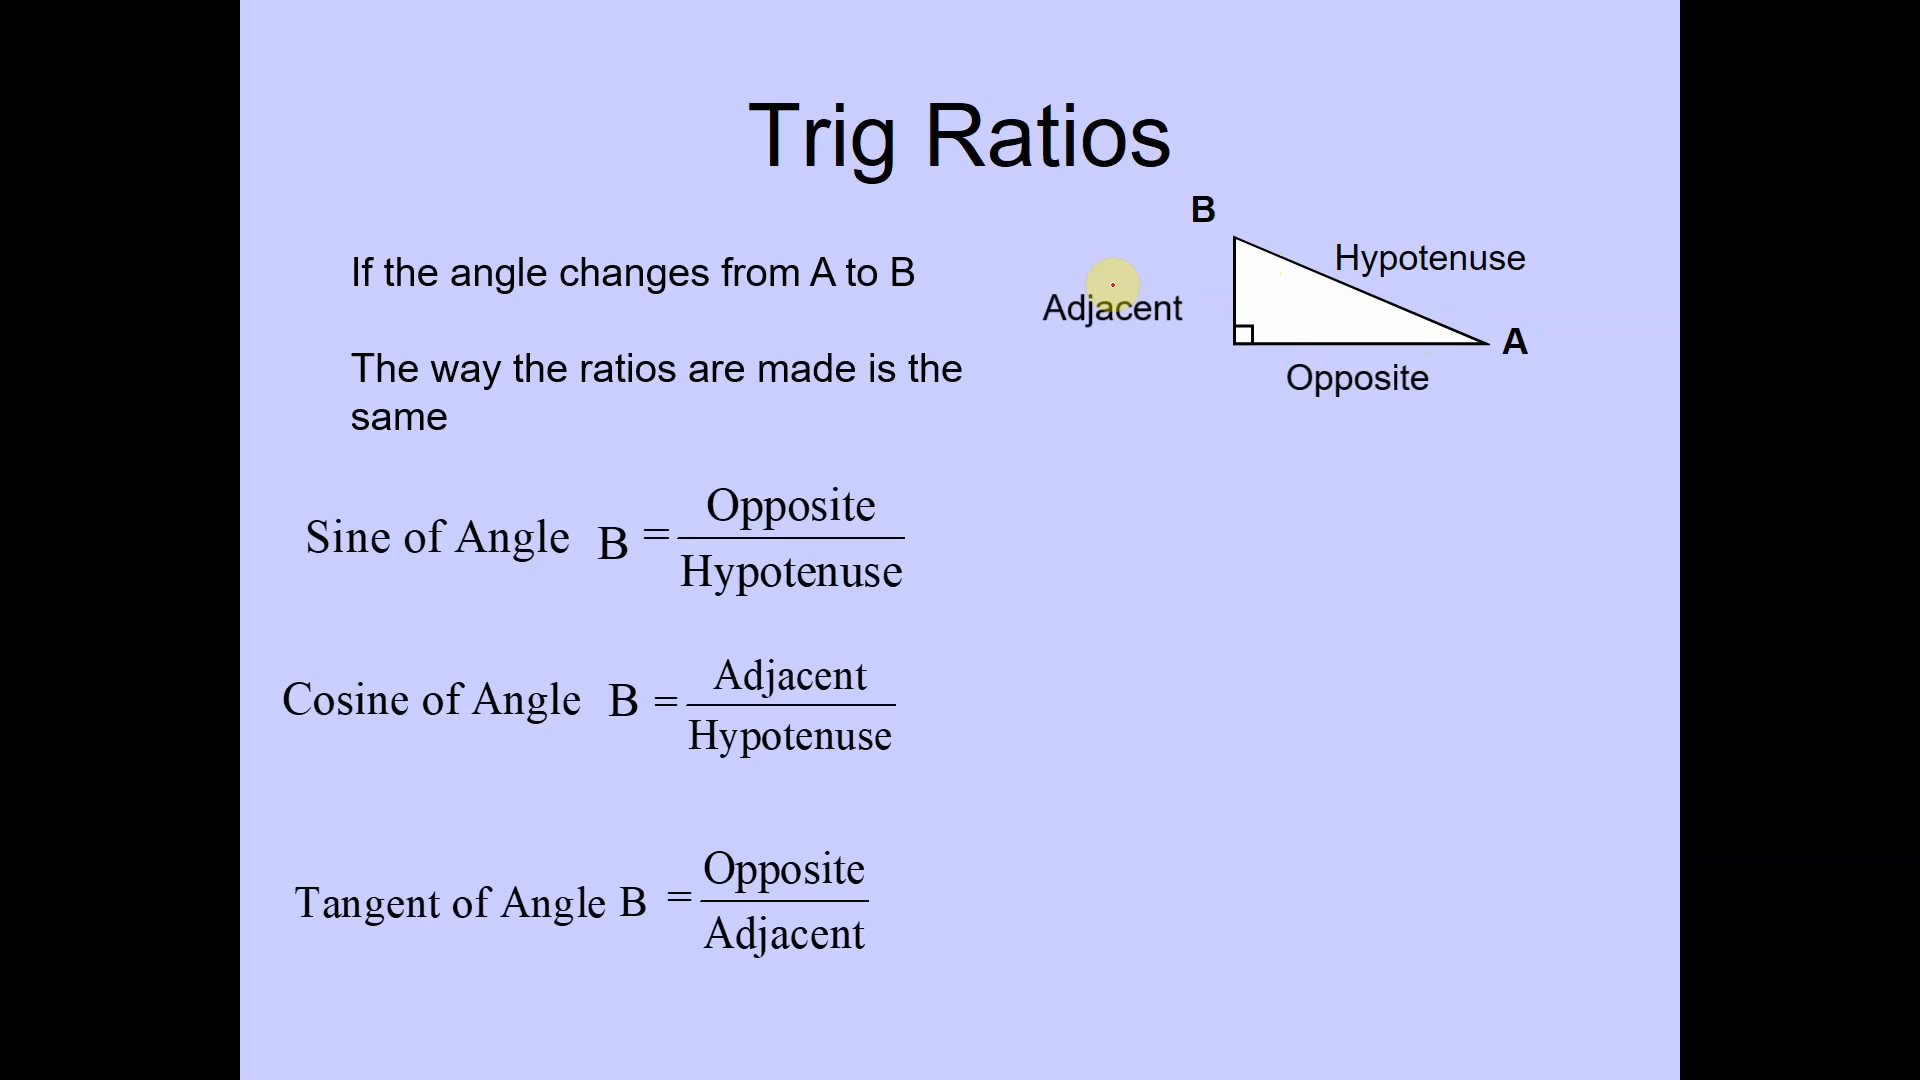 Trig Ratios
B
If the angle changes from A to B
Hypotenuse
Adjacent
A
The way the ratios are made is the
same
Opposite
Sine of Angle B = Opposite
Hypotenuse
Cosine of Angle B = Adjacent
Hypotenuse
Tangent of Angle B = Opposite
Adjacent